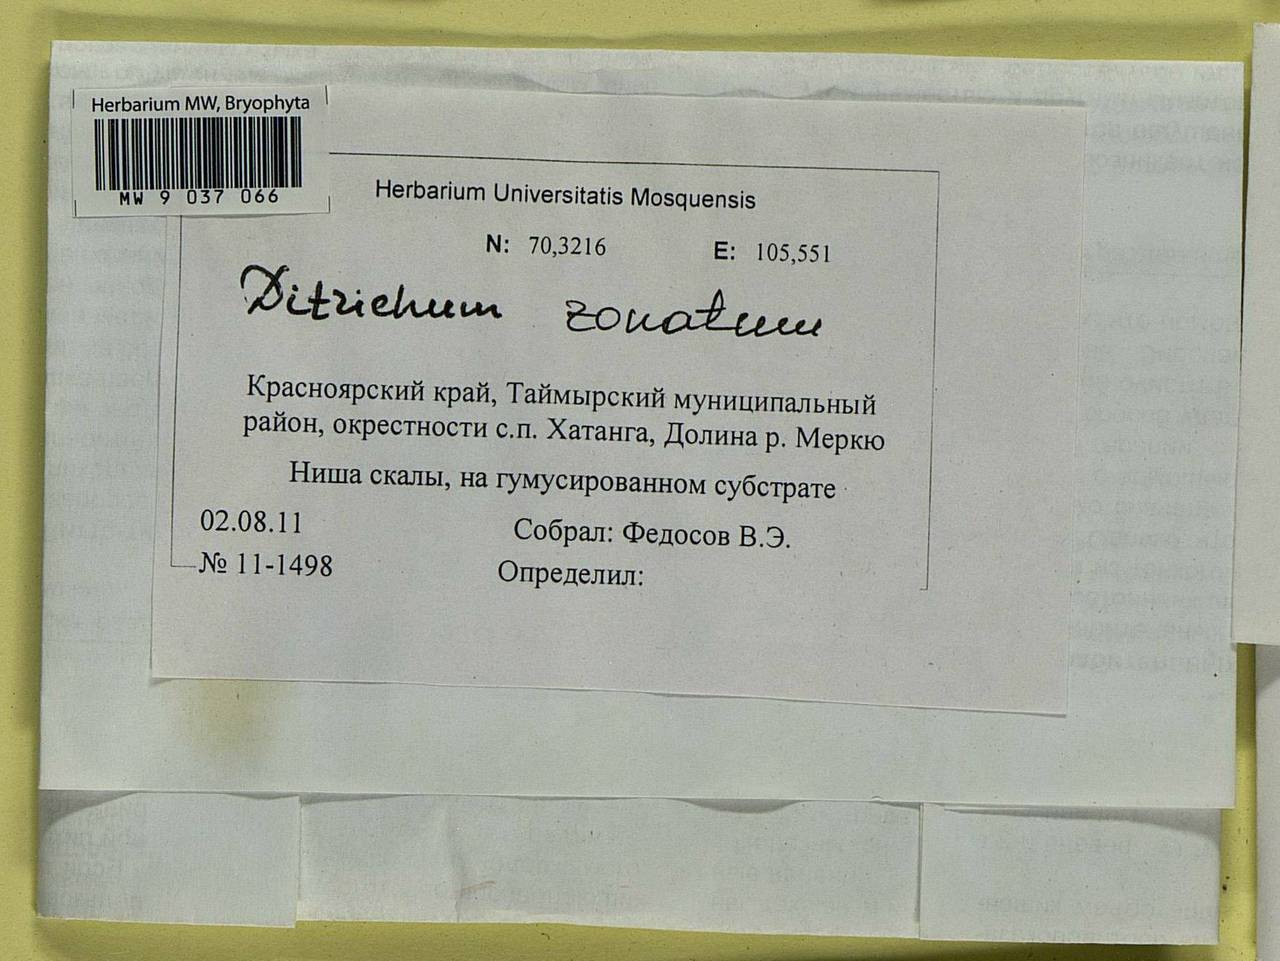 Herbarium MW, Bryophyta
MW 9 037 066
Herbarium Universitatis Mosquensis
N: 70,3216 E: 105,551
Ditrichum zonatum
Красноярский край, Таймырский муниципальный
район, окрестности с.п. Хатанга, Долина р. Меркю
Ниша скалы, на гумусированном субстрате
02.08.11 Собрал: Федосов В.Э.
№ 11-1498 Определил: